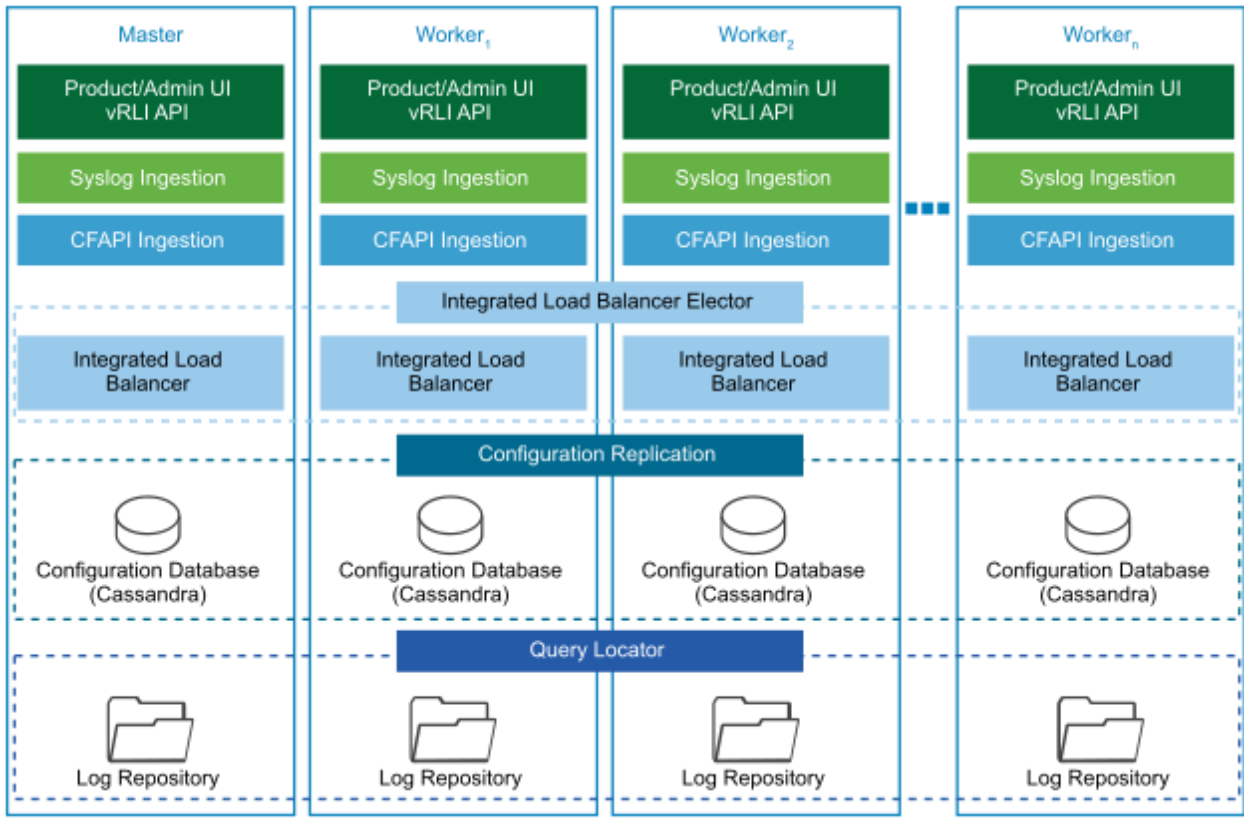 Master
Worker1
Worker2
Workern
Product/Admin UI
vRLI API
Product/Admin UI
vRLI API
Product/Admin UI
vRLI API
Product/Admin UI
vRLI API
Syslog Ingestion
Syslog Ingestion
Syslog Ingestion
Syslog Ingestion
CFAPI Ingestion
CFAPI Ingestion
CFAPI Ingestion
CFAPI Ingestion
Integrated Load Balancer Elector
Integrated Load
Balancer
Integrated Load
Balancer
Integrated Load
Balancer
Integrated Load
Balancer
Configuration Replication
Configuration Database
(Cassandra)
Configuration Database
(Cassandra)
Configuration Database
(Cassandra)
Configuration Database
(Cassandra)
Query Locator
Log Repository
Log Repository
Log Repository
Log Repository